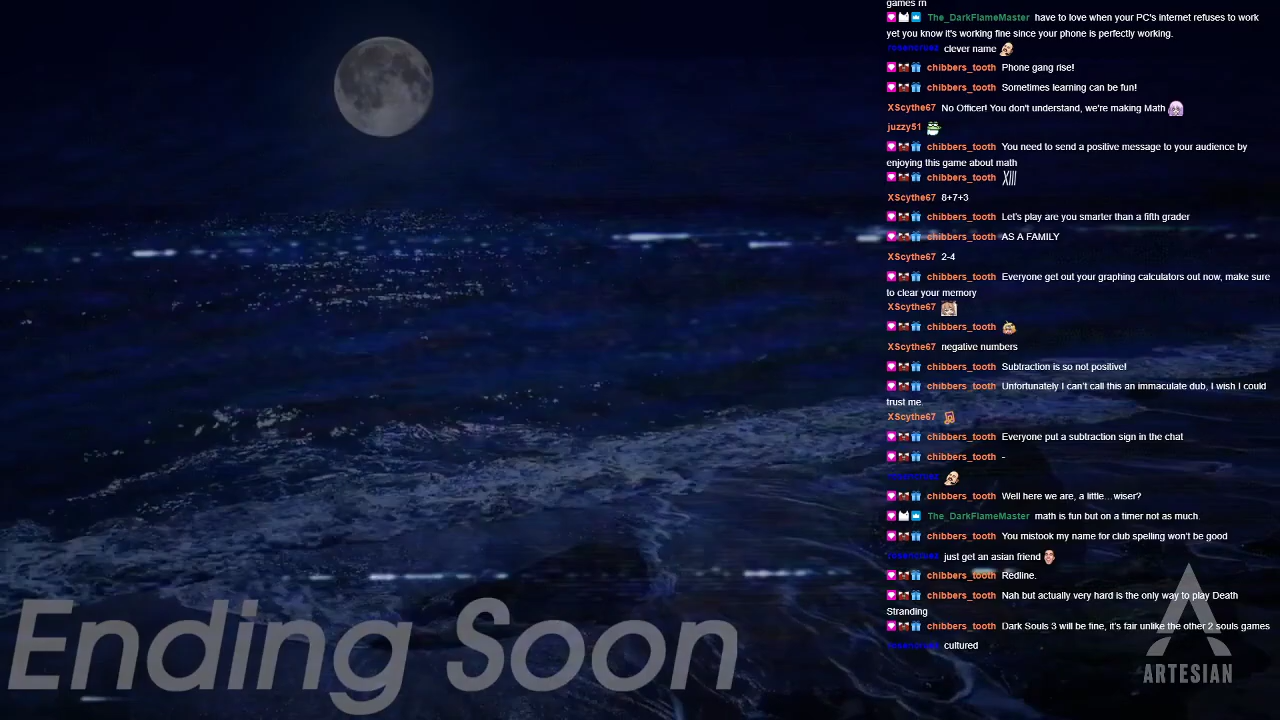 games rn
The_DarkFlameMaster have to love when your PC's internet refuses to work
yet you know it's working fine since your phone is perfectly working.
rosencruez clever name
chibbers_tooth Phone gang rise!
chibbers_tooth Sometimes learning can be fun!
XScythe67 No Officer! You don't understand, we're making Math
juzzy51
chibbers_tooth You need to send a positive message to your audience by
enjoying this game about math
chibbers_tooth
XScythe67 8+7+3
chibbers_tooth Let's play are you smarter than a fifth grader
chibbers_tooth AS A FAMILY
XScythe67 2-4
chibbers_tooth Everyone get out your graphing calculators out now, make sure
to clear your memory
XScythe67
chibbers_tooth
XScythe67 negative numbers
chibbers_tooth Subtraction is so not positive!
chibbers_tooth Unfortunately I can't call this an immaculate dub, I wish I could
trust me.
XScythe67
chibbers_tooth Everyone put a subtraction sign in the chat
chibbers_tooth -
chibbers_tooth Well here we are, a little…wiser?
The_DarkFlameMaster math is fun but on a timer not as much.
chibbers_tooth You mistook my name for club spelling won't be good
just get an asian friend
chibbers_tooth Redline.
chibbers_tooth Nah but actually very hard is the only way to play Death
Stranding
chibbers_tooth Dark Souls 3 will be fine, it's fair unlike the other 2 souls games
cultured
Ending Soon
ARTESIAN